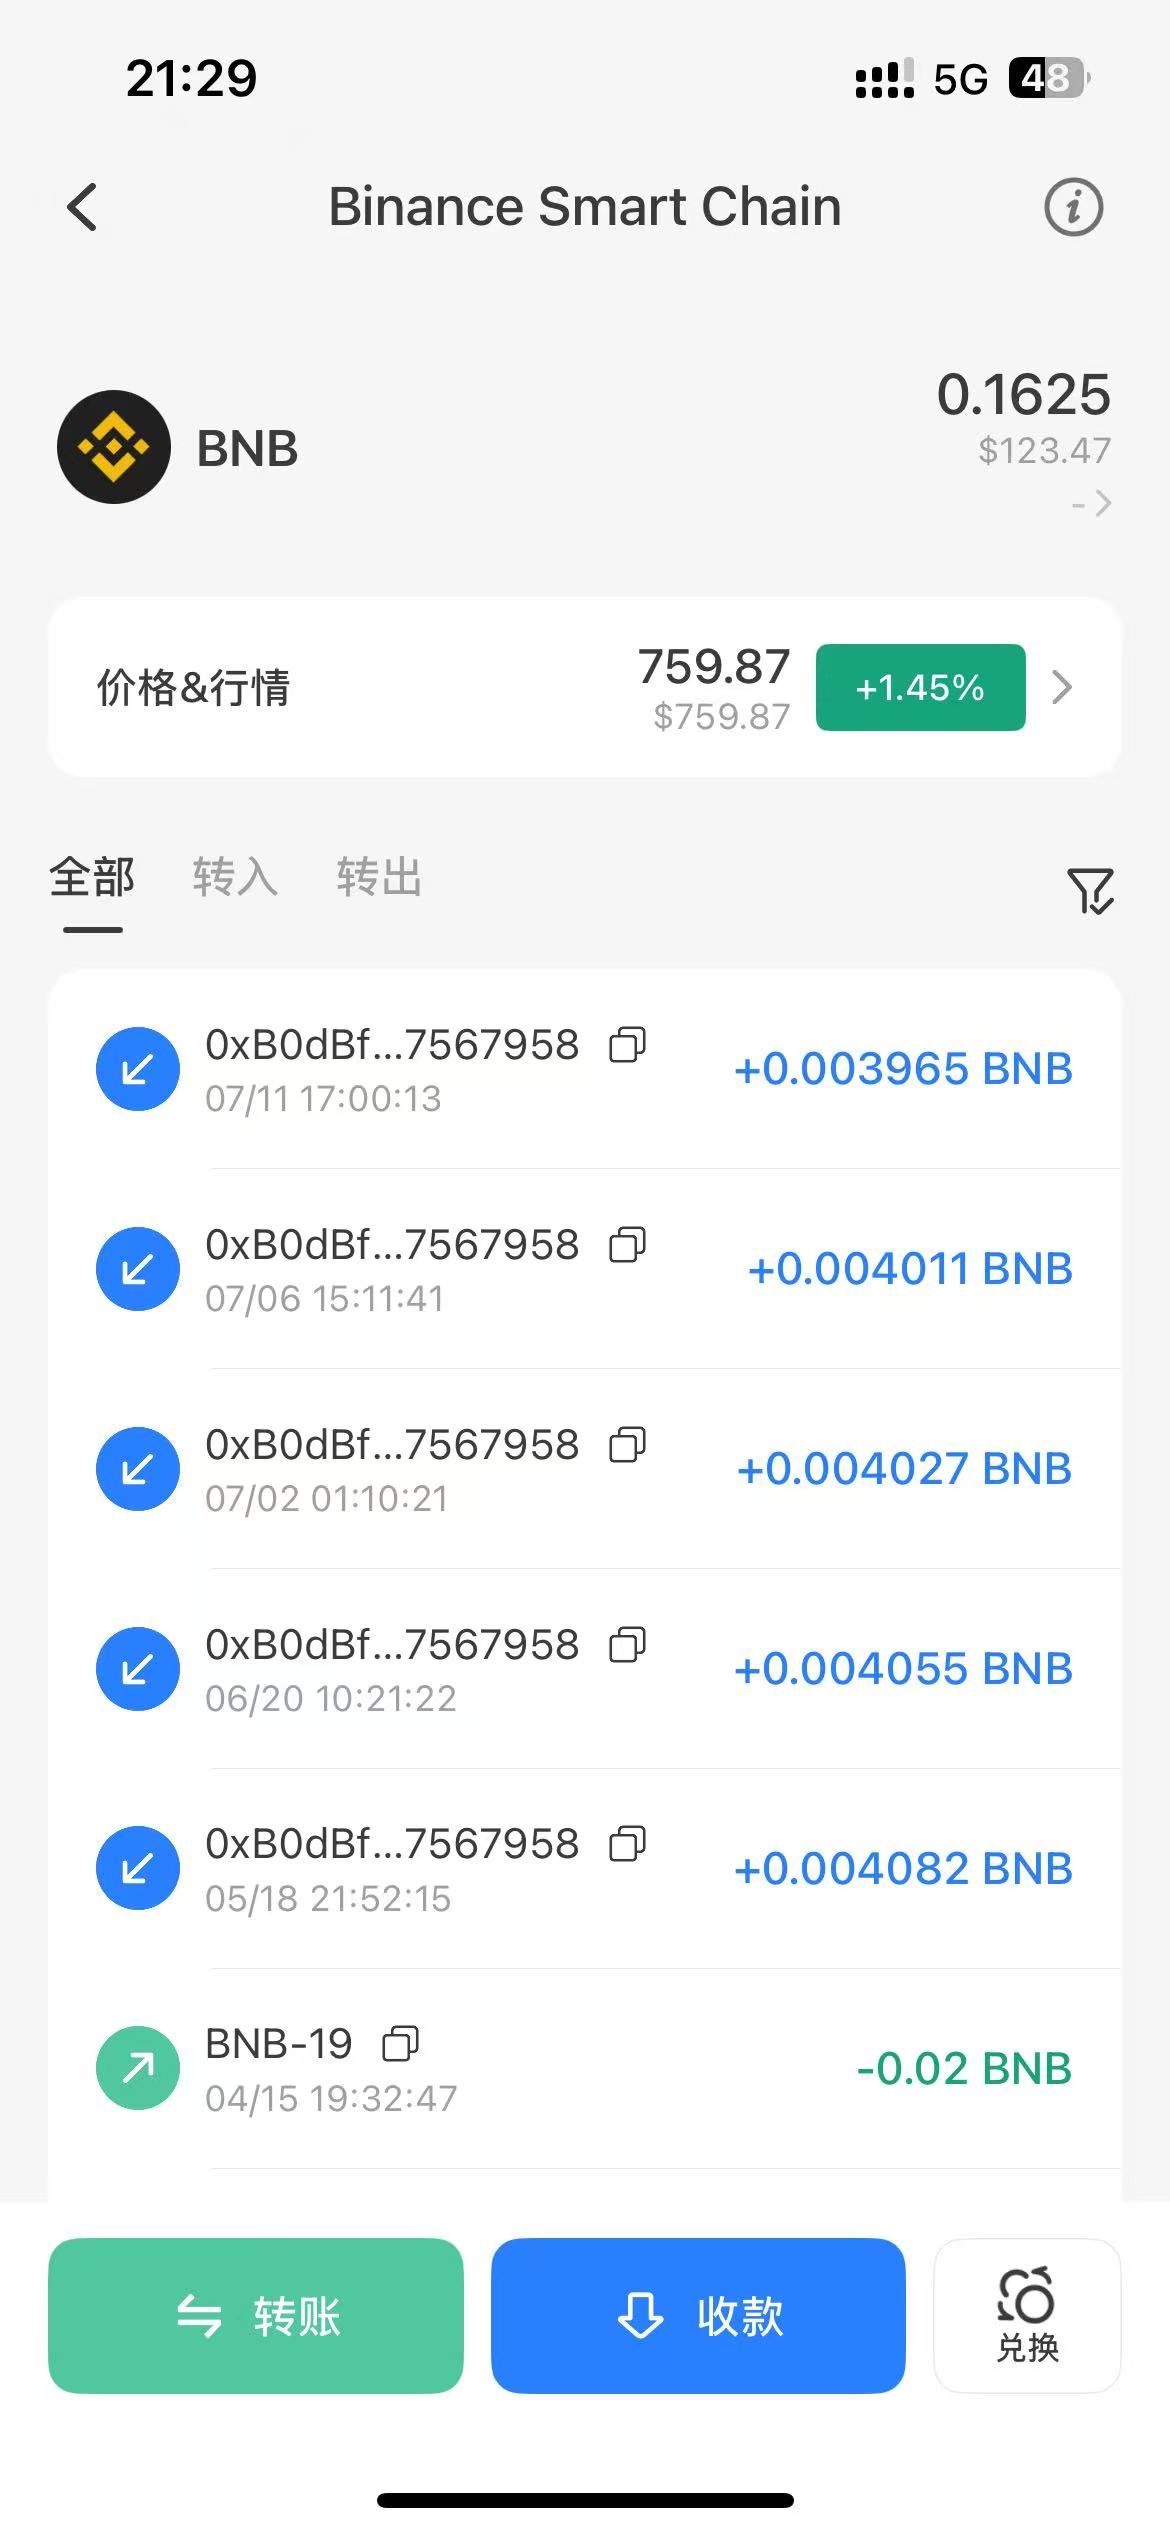 21:29 5G 48
Binance Smart Chain
BNB
0.1625
$123.47
-
价格&行情
759.87
$759.87
+1.45%
全部 转入 转出
0xB0dBf...7567958
07/11 17:00:13
+0.003965 BNB
0xB0dBf...7567958
07/06 15:11:41
+0.004011 BNB
0xB0dBf...7567958
07/02 01:10:21
+0.004027 BNB
0xB0dBf...7567958
06/20 10:21:22
+0.004055 BNB
0xB0dBf...7567958
05/18 21:52:15
+0.004082 BNB
BNB-19
04/15 19:32:47
-0.02 BNB
转账
收款
兑换